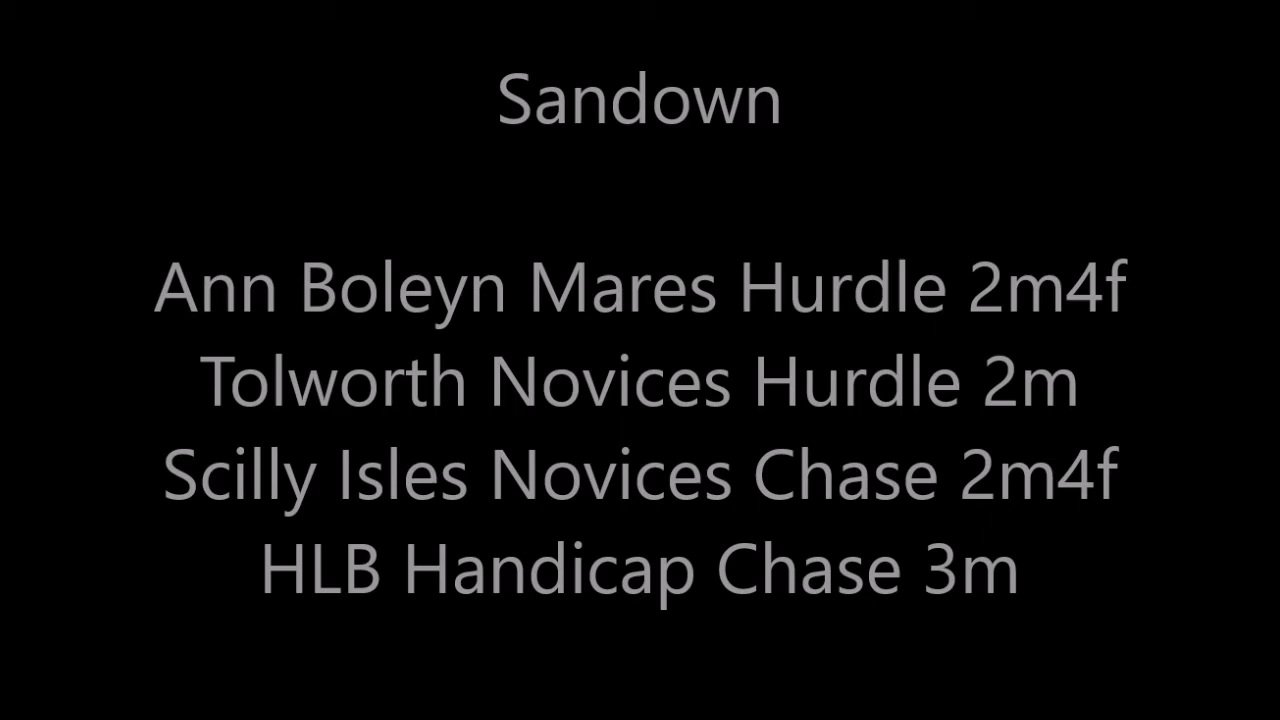 Sandown
Ann Boleyn Mares Hurdle 2m4f
Tolworth Novices Hurdle 2m
Scilly Isles Novices Chase 2m4f
HLB Handicap Chase 3m